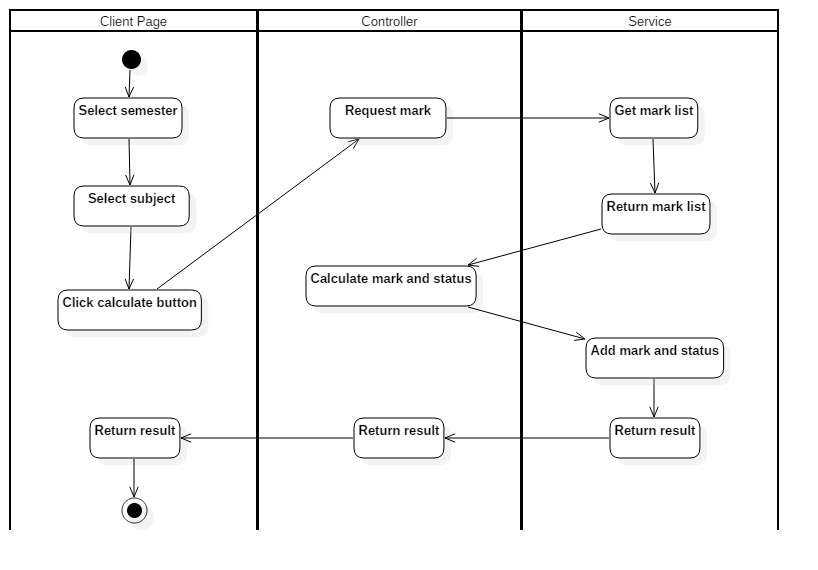 Client Page
Controller
Service
Select semester
Request mark
Get mark list
Select subject
Return mark list
Calculate mark and status
Click calculate button
Add mark and status
Return result
Return result
Return result